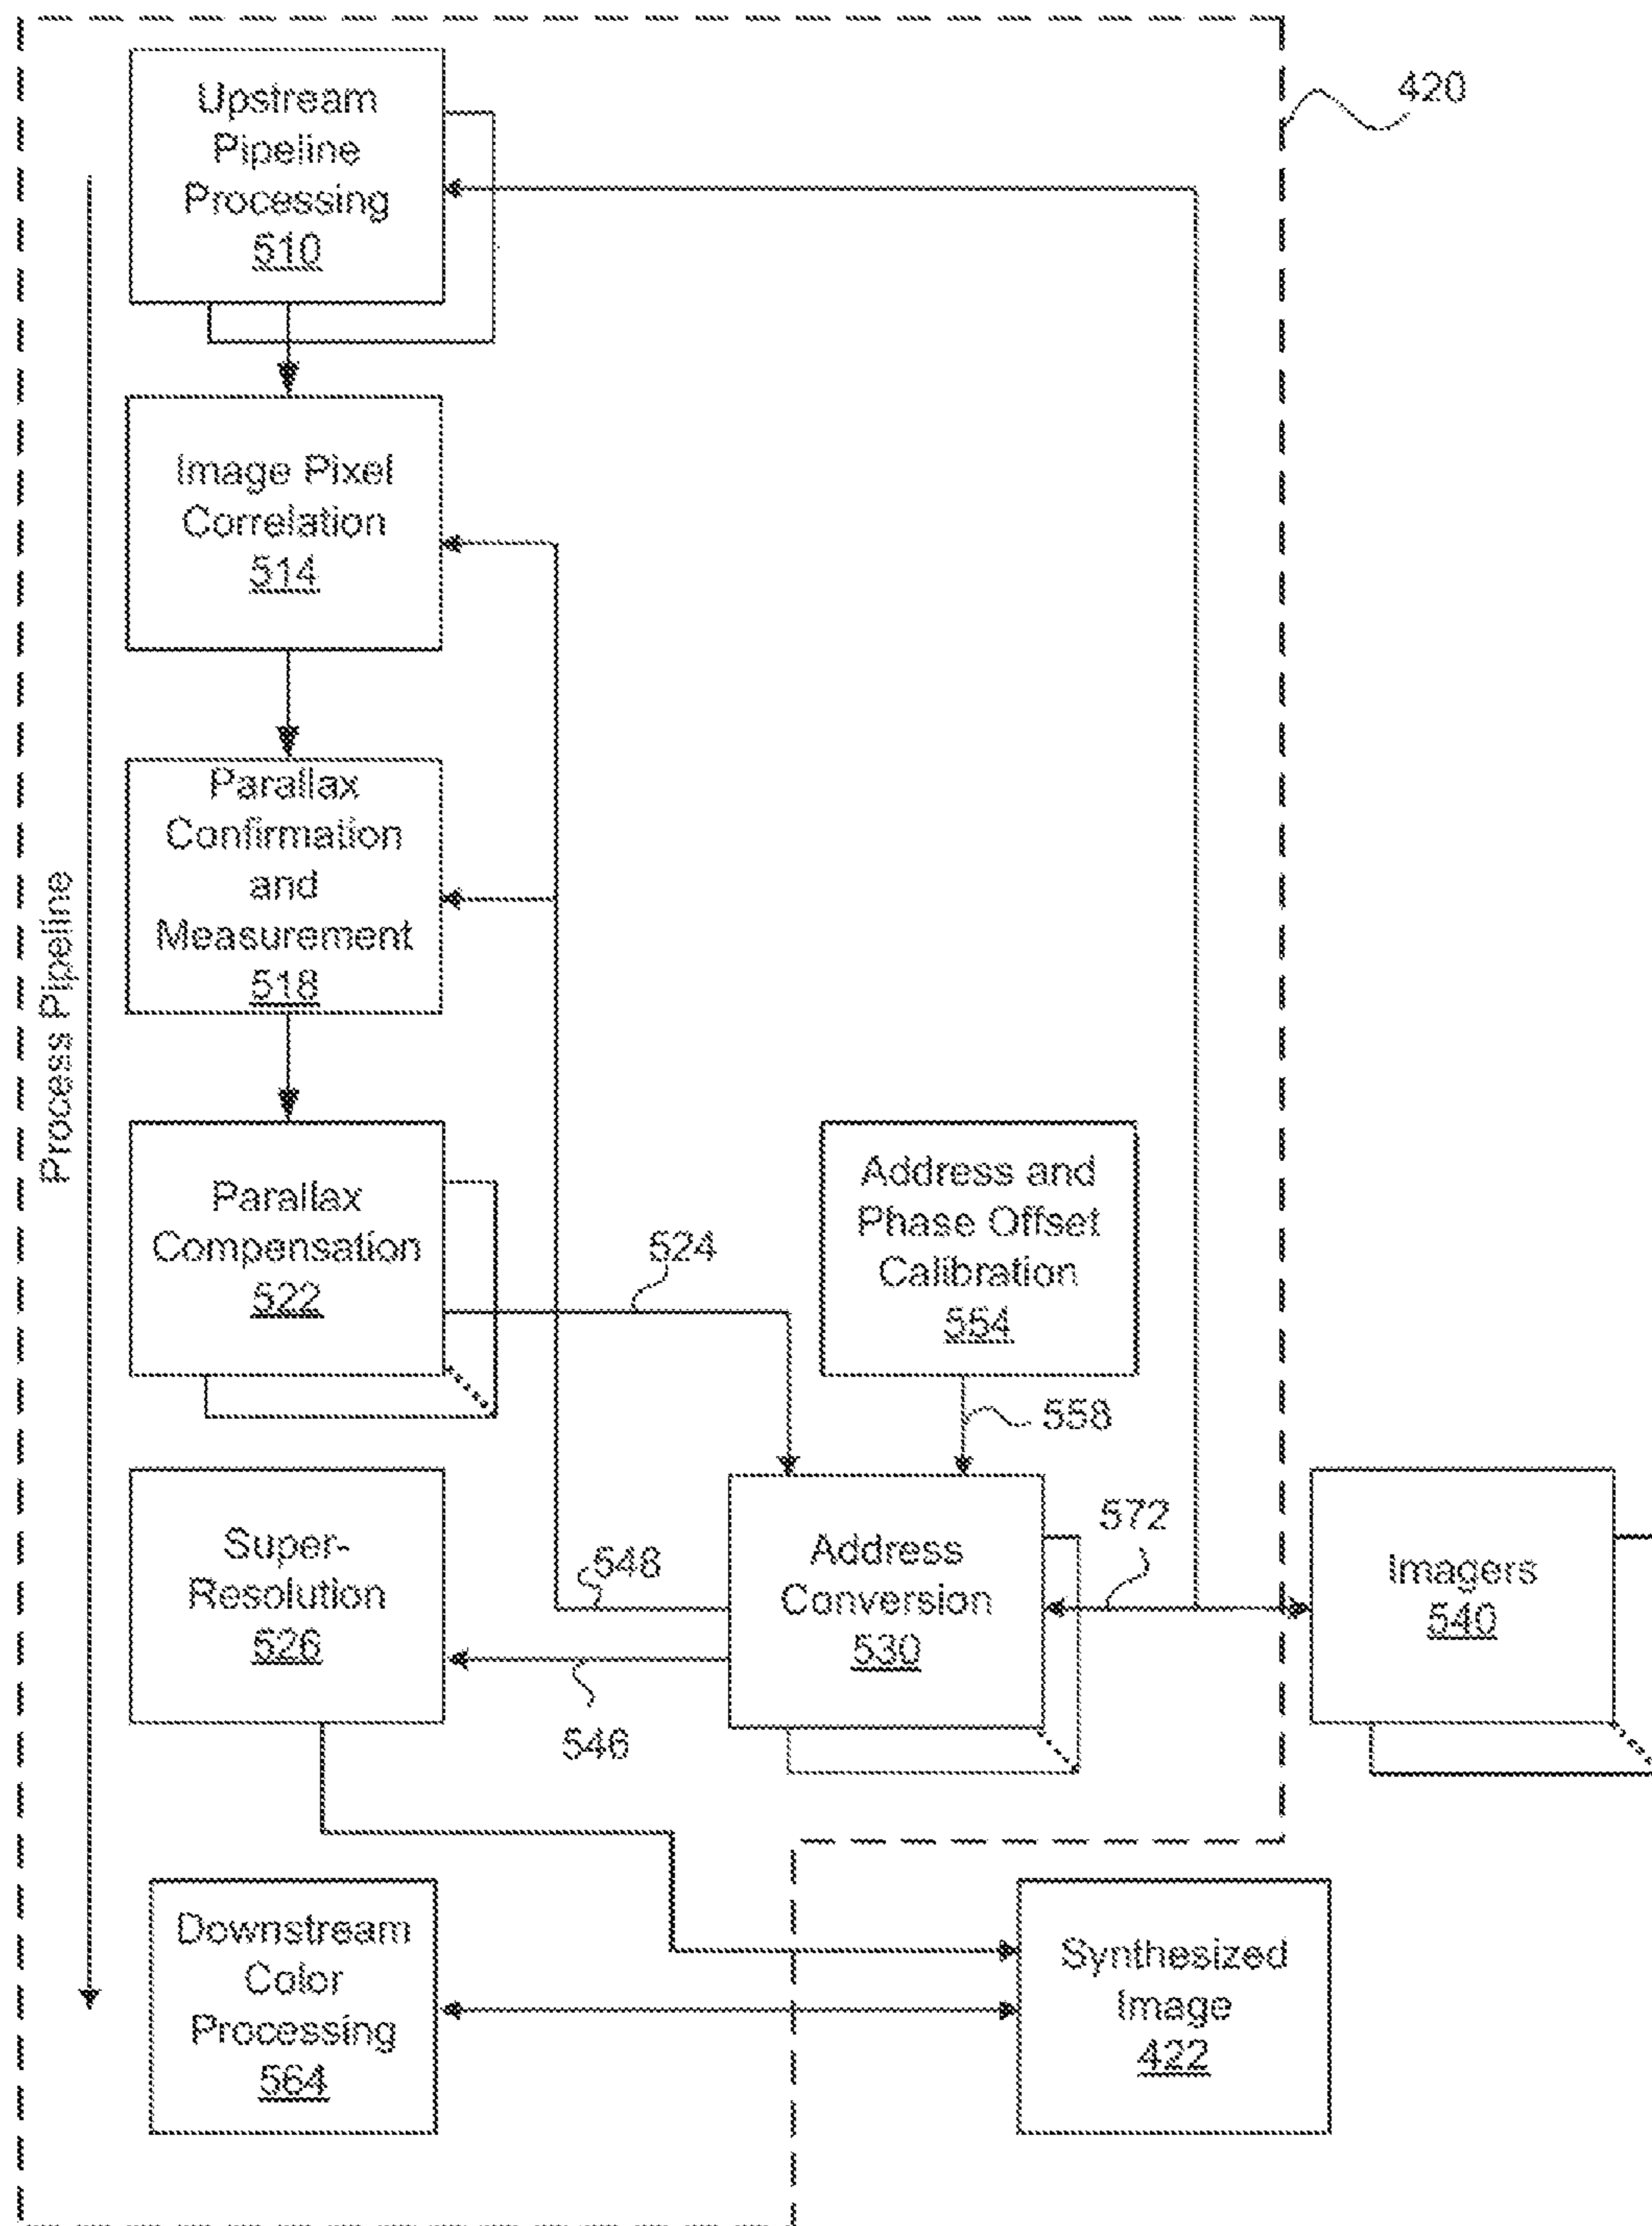 420
Upstream
Pipeline
Processing
510
Image Pixel
Correlation
514
Parallax
Confirmation
and
Measurement
518
Process Pipeline
Parallax
Compensation
522
524
Address and
Phase Offset
Calibration
554
558
Super-
Resolution
526
548
546
Address
Conversion
530
572
Imagers
540
Downstream
Color
Processing
564
Synthesized
Image
422